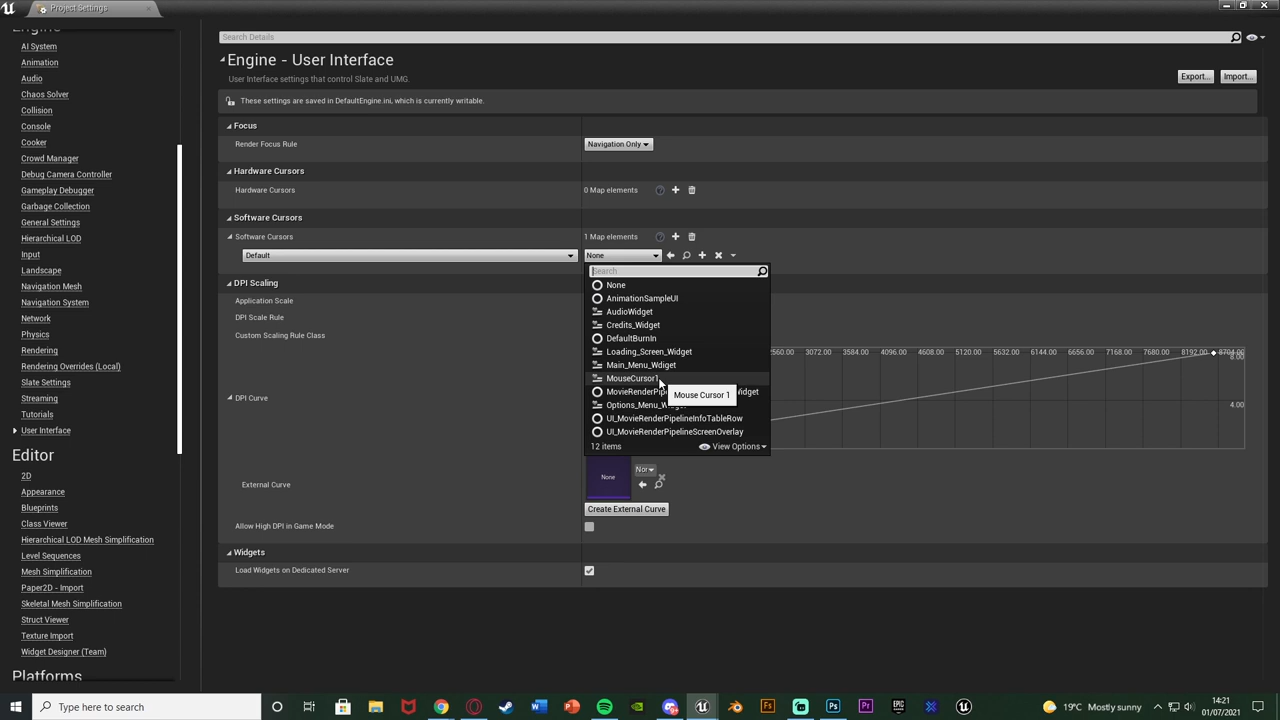 Project Settings
Engine
AI System
Animation
Audio
Chaos Solver
Collision
Console
Cooker
Crowd Manager
Debug Camera Controller
Gameplay Debugger
Garbage Collection
General Settings
Hierarchical LOD
Input
Landscape
Navigation Mesh
Navigation System
Network
Physics
Rendering
Rendering Overrides (Local)
Slate Settings
Streaming
Tutorials
User Interface
Editor
2D
Appearance
Blueprints
Class Viewer
Hierarchical LOD Mesh Simplification
Level Sequences
Mesh Simplification
Paper2D - Import
Skeletal Mesh Simplification
Struct Viewer
Texture Import
Widget Designer (Team)
Platforms
Search Details
Engine - User Interface
User Interface settings that control Slate and UMG.
Export...
Import...
These settings are saved in DefaultEngine.ini, which is currently writable.
Focus
Render Focus Rule
Navigation Only
Hardware Cursors
Hardware Cursors
0 Map elements
Software Cursors
Software Cursors
1 Map elements
Default
None
Search
None
AnimationSampleUI
AudioWidget
Credits_Widget
DefaultBurnIn
Loading_Screen_Widget
Main_Menu_Wdiget
MouseCursor1
Mouse Cursor 1
UI_MovieRenderPipelineInfoTableRow
UI_MovieRenderPipelineScreenOverlay
12 items
View Options
DPI Scaling
Application Scale
DPI Scale Rule
Custom Scaling Rule Class
2560.00 3072.00 3584.00 4096.00 4608.00 5120.00 5632.00 6144.00 6656.00 7168.00 7680.00 8192.00 8704.00
8.00
4.00
DPI Curve
External Curve
None
Nor
Create External Curve
Allow High DPI in Game Mode
Widgets
Load Widgets on Dedicated Server
Type here to search
19°C Mostly sunny
14:21
01/07/2021